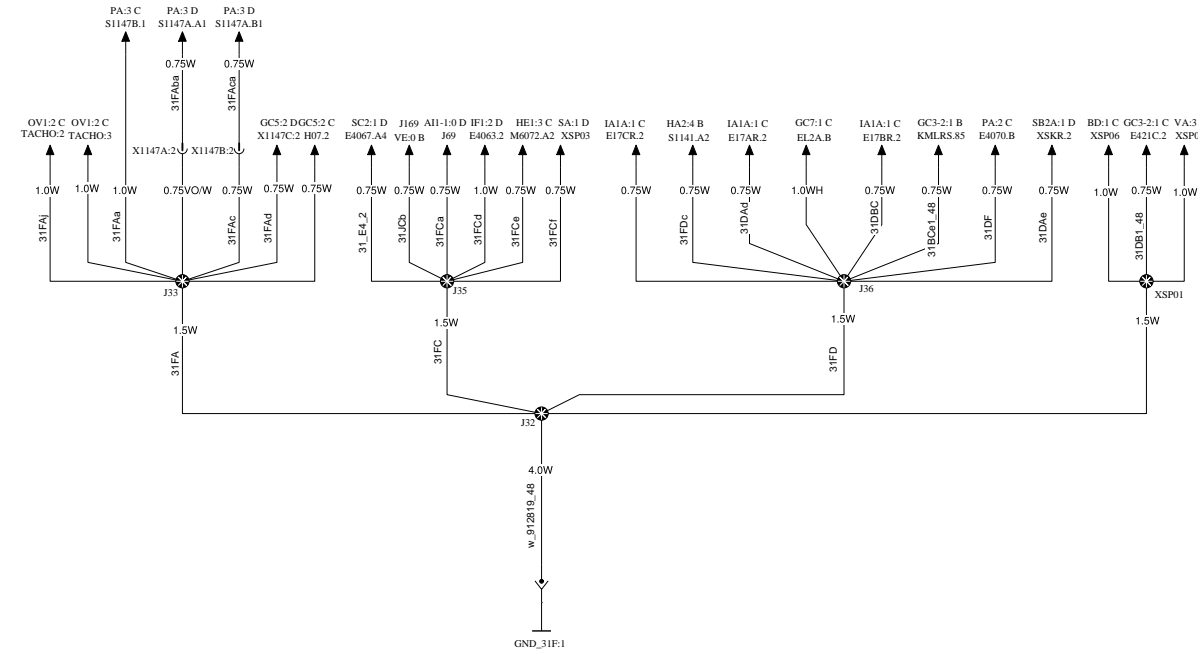 PA:3 C PA:3 D PA:3 D
S1147B.1 S1147A.A1 S1147A.B1
0.75W 0.75W
31FAba 31FAca
OV1:2 C OV1:2 C GC5:2 D GC5:2 C SC2:1 D J169 AI1-1:0 D IF1:2 D HE1:3 C SA:1 D IA1A:1 C HA2:4 B IA1A:1 C GC7:1 C IA1A:1 C GC3-2:1 B PA:2 C SB2A:1 D BD:1 C GC3-2:1 C VA:3
TACHO:2 TACHO:3 X1147C:2 H07.2 E4067.A4 VE:0 B J69 E4063.2 M6072.A2 XSP03 E17CR.2 S1141.A2 E17AR.2 EL2A.B E17BR.2 KMLRS.85 E4070.B XSKR.2 XSP06 E421C.2 XSP0
X1147A:2 X1147B:2
1.0W 1.0W 1.0W 0.75VO/W 0.75W 0.75W 0.75W 0.75W 0.75W 0.75W 1.0W 0.75W 0.75W 0.75W 0.75W 0.75W 1.0WH 0.75W 0.75W 0.75W 0.75W 1.0W 0.75W 1.0W
31FAj 31FAa 31FAc 31FAd 31_E4_2 31JCb 31FCa 31FCd 31FCe 31FCf 31FDc 31DAd 31DBC 31BCe1_48 31DF 31DAe 31DB1_48
J33 J35 J36 XSP01
1.5W 1.5W 1.5W 1.5W
31FA 31FC 31FD
J32
4.0W
w_912819_48
GND_31F:1